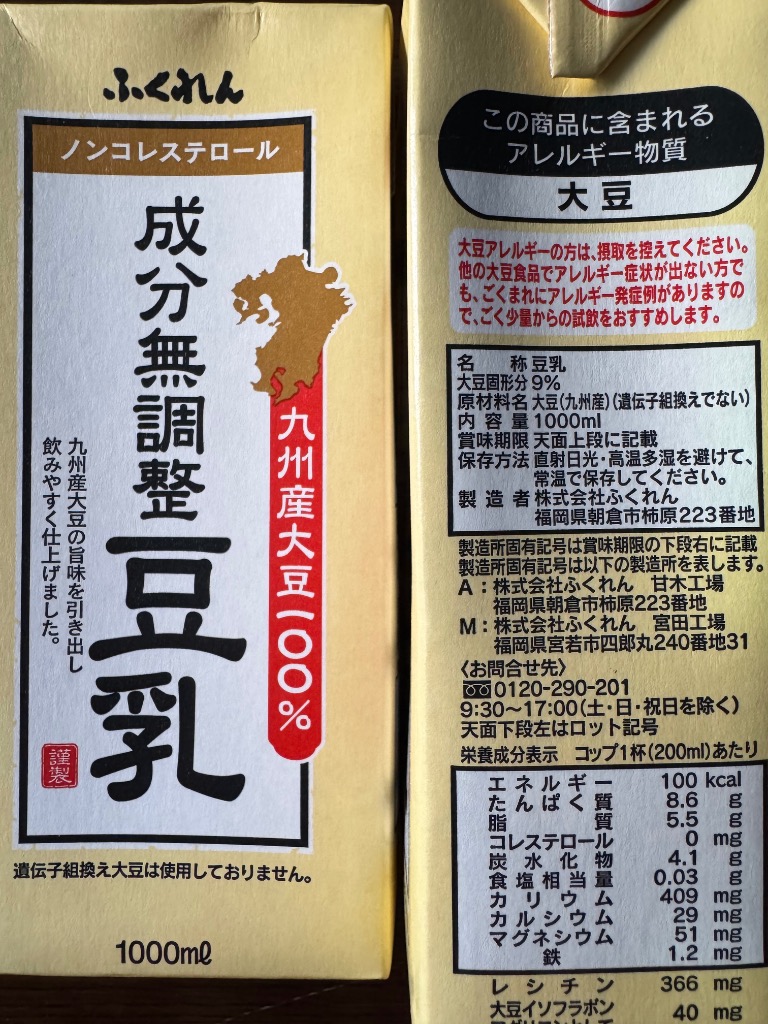 ふくれん
ノンコレステロール
成分無調整
豆乳
九州産大豆一〇〇%
九州産大豆の旨味を引き出し
飲みやすく仕上げました。
謹製
遺伝子組換え大豆は使用しておりません。
1000mℓ
この商品に含まれる
アレルギー物質
大豆
大豆アレルギーの方は、摂取を控えてください。
他の大豆食品でアレルギー症状が出ない方で
も、ごくまれにアレルギー発症例がありますの
で、ごく少量からの試飲をおすすめします。
名称 豆乳
大豆固形分 9%
原材料名 大豆(九州産)(遺伝子組換えでない)
内容量 1000ml
賞味期限 天面上段に記載
保存方法 直射日光・高温多湿を避けて、
常温で保存してください。
製造者 株式会社ふくれん
福岡県朝倉市柿原223番地
製造所固有記号は賞味期限の下段右に記載
製造所固有記号は以下の製造所を表します。
A:株式会社ふくれん 甘木工場
福岡県朝倉市柿原223番地
M:株式会社ふくれん 宮田工場
福岡県宮若市四郎丸240番地31
〈お問合せ先〉
0120-290-201
9:30〜17:00(土・日・祝日を除く)
天面下段左はロット記号
栄養成分表示 コップ1杯(200ml)あたり
エネルギー 100 kcal
たんぱく質 8.6 g
脂質 5.5 g
コレステロール 0 mg
炭水化物 4.1 g
食塩相当量 0.03 g
カリウム 409 mg
カルシウム 29 mg
マグネシウム 51 mg
鉄 1.2 mg
レシチン 366 mg
大豆イソフラボン 40 mg